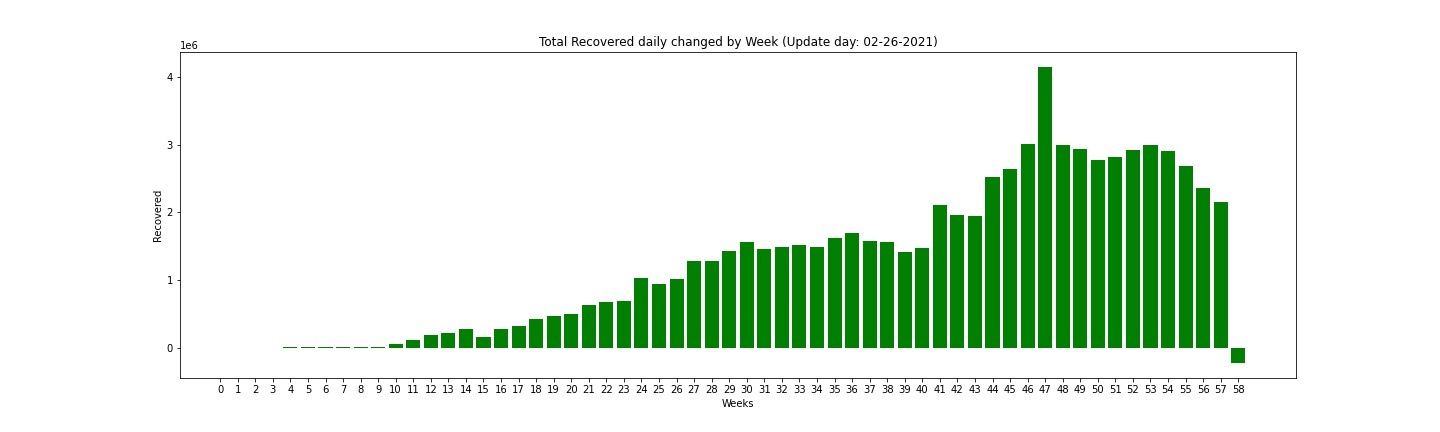 Total Recovered daily changed by Week (Update day: 02-26-2021)
1e6
4
3
2
1
0
Recovered
0 1 2 3 4 5 6 7 8 9 10 11 12 13 14 15 16 17 18 19 20 21 22 23 24 25 26 27 28 29 30 31 32 33 34 35 36 37 38 39 40 41 42 43 44 45 46 47 48 49 50 51 52 53 54 55 56 57 58
Weeks